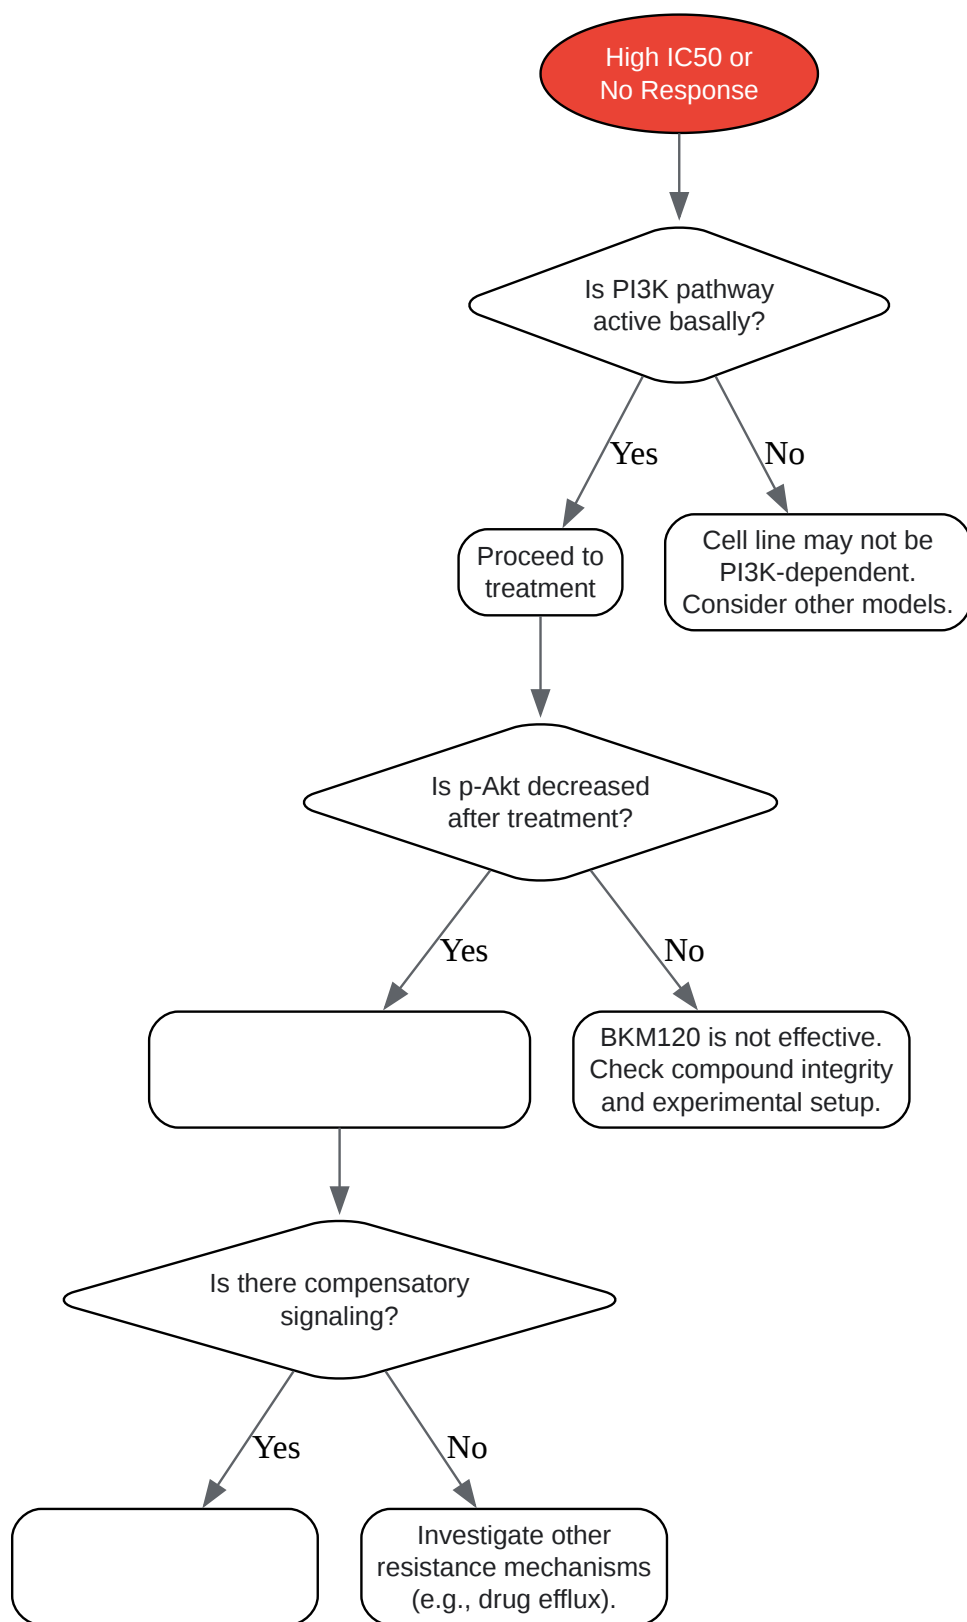 High IC50 or
No Response
Is PI3K pathway
active basally?
Yes
No
Proceed to
treatment
Cell line may not be
PI3K-dependent.
Consider other models.
Is p-Akt decreased
after treatment?
Yes
No
BKM120 is not effective.
Check compound integrity
and experimental setup.
Is there compensatory
signaling?
Yes
No
Investigate other
resistance mechanisms
(e.g., drug efflux).